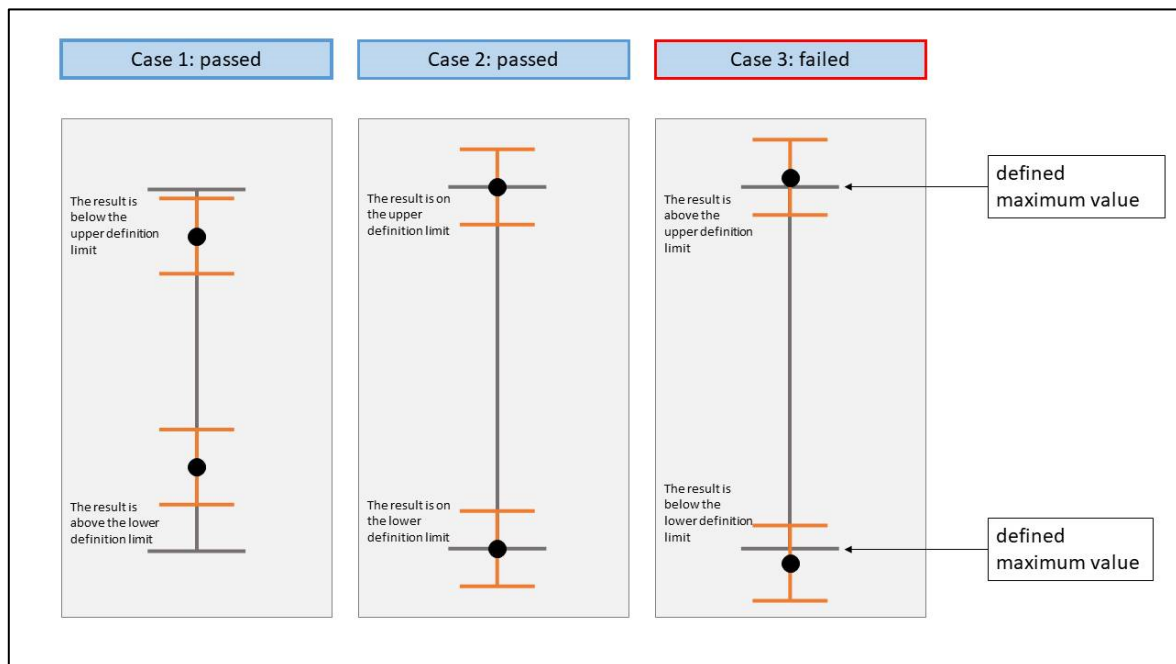 Case 1: passed
Case 2: passed
Case 3: failed
The result is
below the
upper definition
limit
The result is
above the lower
definition limit
The result is on
the upper
definition limit
The result is on
the lower
definition limit
The result is
above the
upper definition
limit
The result is
below the
lower definition
limit
defined
maximum value
defined
maximum value